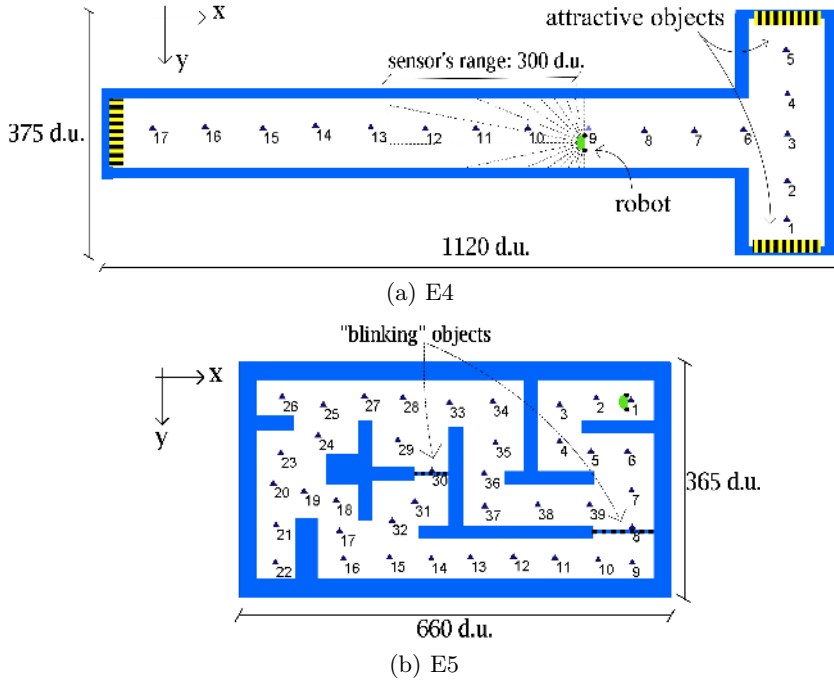 x
y
attractive objects
sensor's range: 300 d.u.
375 d.u.
5
4
17 16 15 14 13 12 11 10 9 8 7 6 3
2
robot
1
1120 d.u.
(a) E4
"blinking" objects
x
y
26 25 27 28 33 34 3 2 1
24 29 35 4 5 6
23
20 19 18 30 36 7
365 d.u.
31 37 38 39
21 17 32 8
22 16 15 14 13 12 11 10 9
660 d.u.
(b) E5